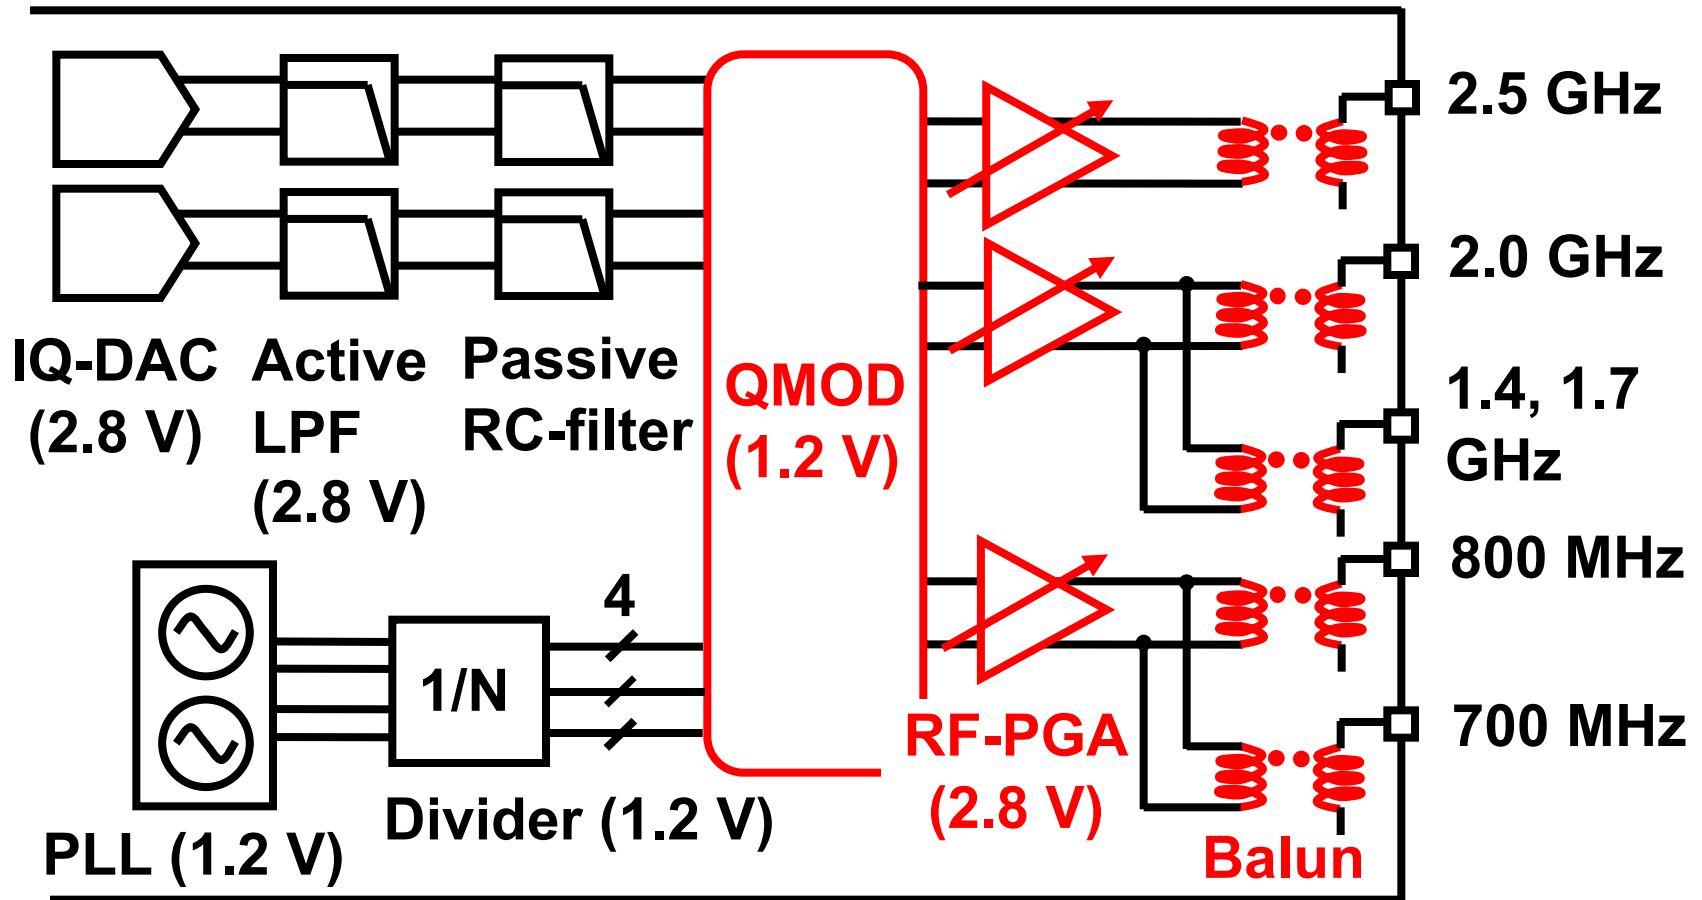 2.5 GHz
2.0 GHz
1.4, 1.7
GHz
800 MHz
700 MHz
IQ-DAC
(2.8 V)
Active
LPF
(2.8 V)
Passive
RC-filter
QMOD
(1.2 V)
4
1/N
PLL (1.2 V)
Divider (1.2 V)
RF-PGA
(2.8 V)
Balun